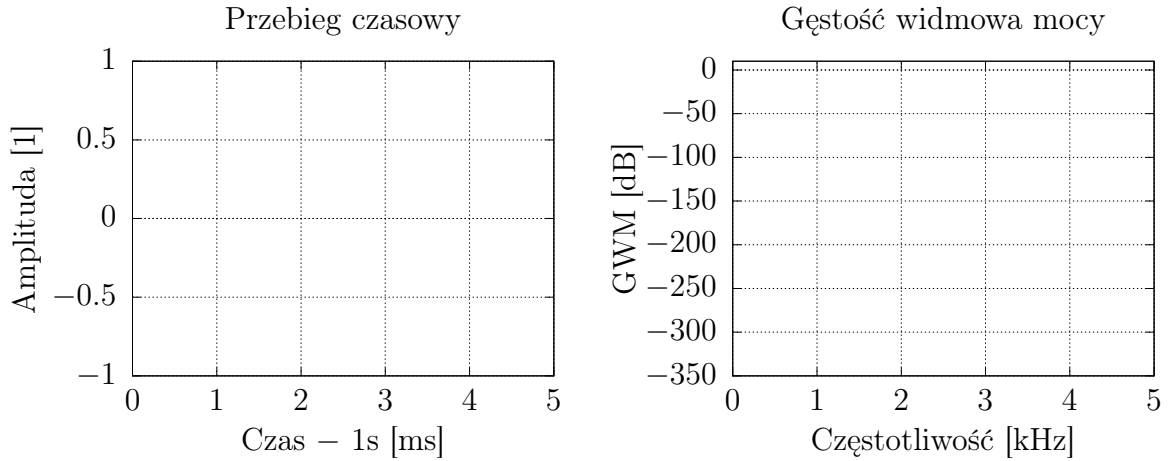 Przebieg czasowy
Amplituda [1]
1
0.5
0
−0.5
−1
0 1 2 3 4 5
Czas − 1s [ms]
Gęstość widmowa mocy
GWM [dB]
0
−50
−100
−150
−200
−250
−300
−350
0 1 2 3 4 5
Częstotliwość [kHz]